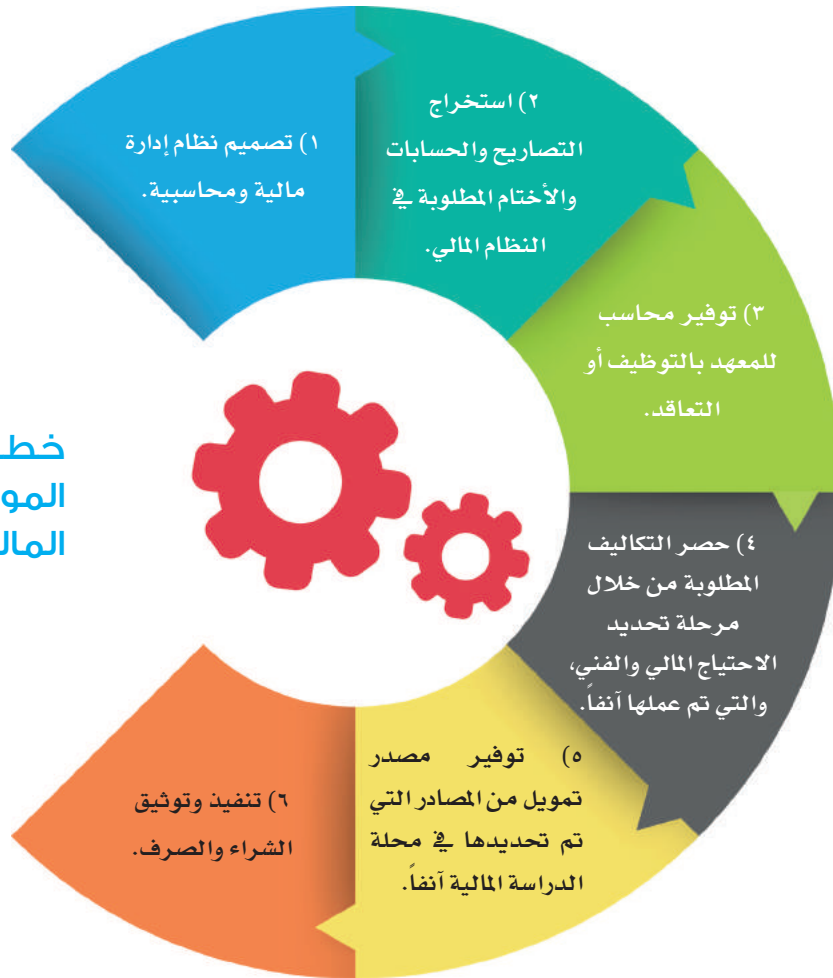 ١) تصميم نظام إدارة
مالية ومحاسبية.
٢) استخراج
التصاريح والحسابات
والأختام المطلوبة في
النظام المالي.
٣) توفير محاسب
للمعهد بالتوظيف أو
التعاقد.
٤) حصر التكاليف
المطلوبة من خلال
مرحلة تحديد
الاحتياج المالي والفني،
والتي تم عملها آنفاً.
٥) توفير مصدر
تمويل من المصادر التي
تم تحديدها في محلة
الدراسة المالية آنفاً.
٦) تنفيذ وتوثيق
الشراء والصرف.